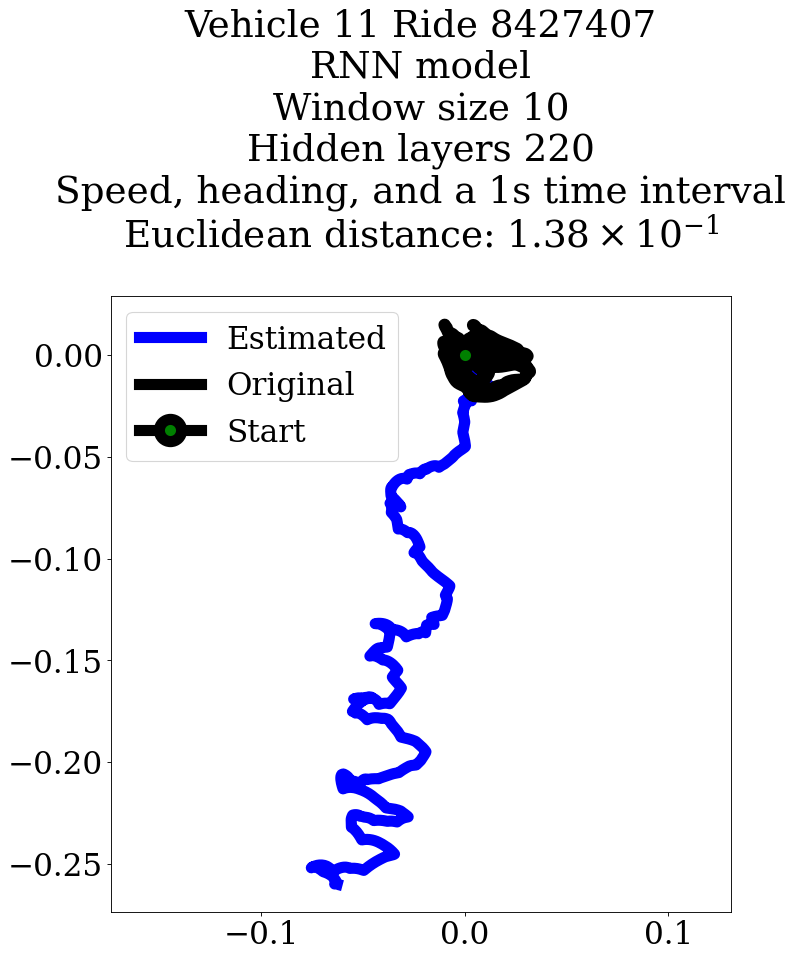 Vehicle 11 Ride 8427407
RNN model
Window size 10
Hidden layers 220
Speed, heading, and a 1s time interval
Euclidean distance: 1.38 × 10⁻¹
Estimated
Original
Start
0.00
−0.05
−0.10
−0.15
−0.20
−0.25
−0.1 0.0 0.1